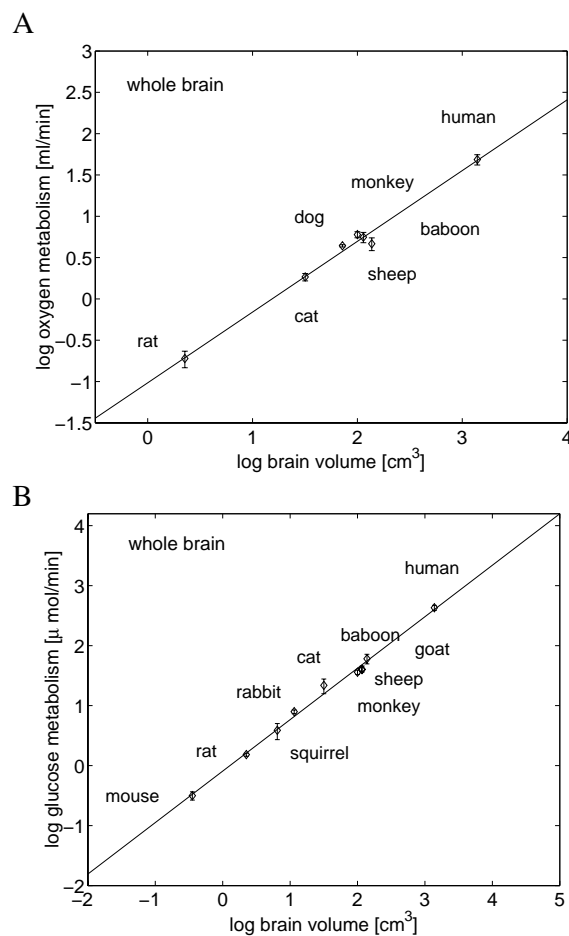 A
3
2.5
2
1.5
1
0.5
0
−0.5
−1
−1.5
log oxygen metabolism [ml/min]
whole brain
human
monkey
dog
baboon
sheep
cat
rat
0 1 2 3 4
log brain volume [cm³]
B
4
3
2
1
0
−1
−2
log glucose metabolism [μ mol/min]
whole brain
human
baboon
goat
cat
sheep
rabbit
monkey
rat
squirrel
mouse
−2 −1 0 1 2 3 4 5
log brain volume [cm³]